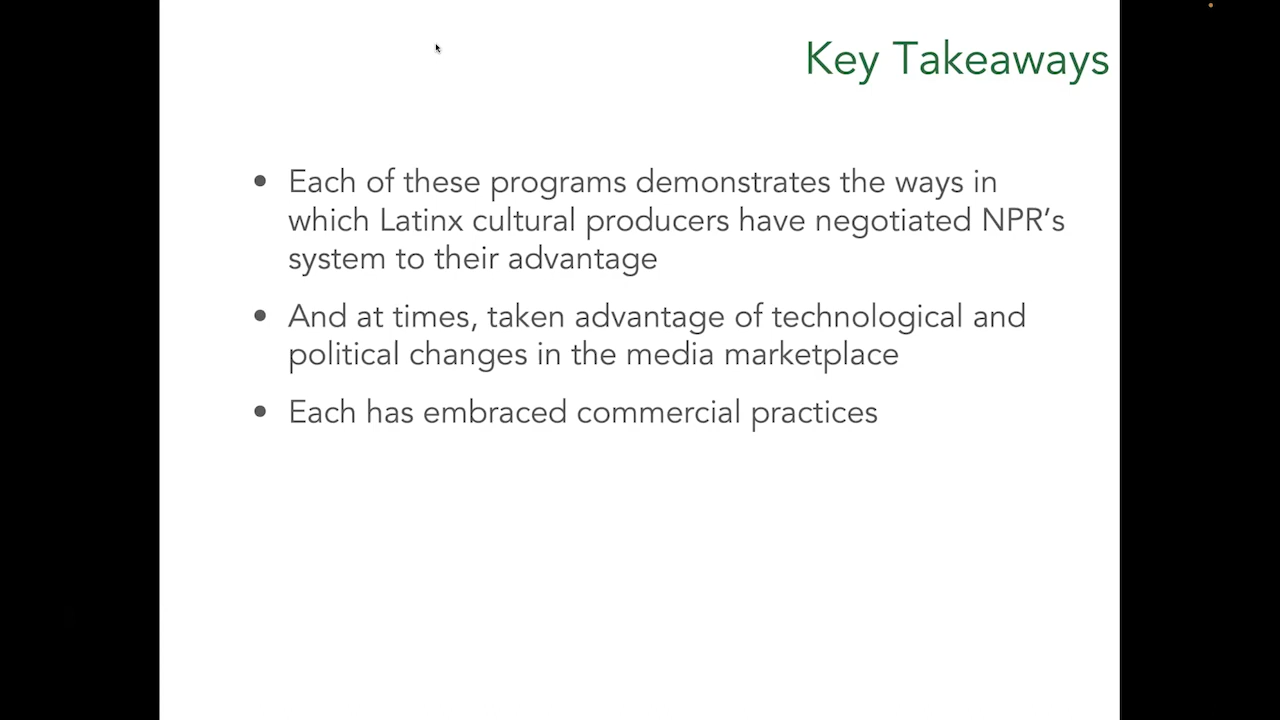 Key Takeaways
• Each of these programs demonstrates the ways in
which Latinx cultural producers have negotiated NPR’s
system to their advantage
• And at times, taken advantage of technological and
political changes in the media marketplace
• Each has embraced commercial practices